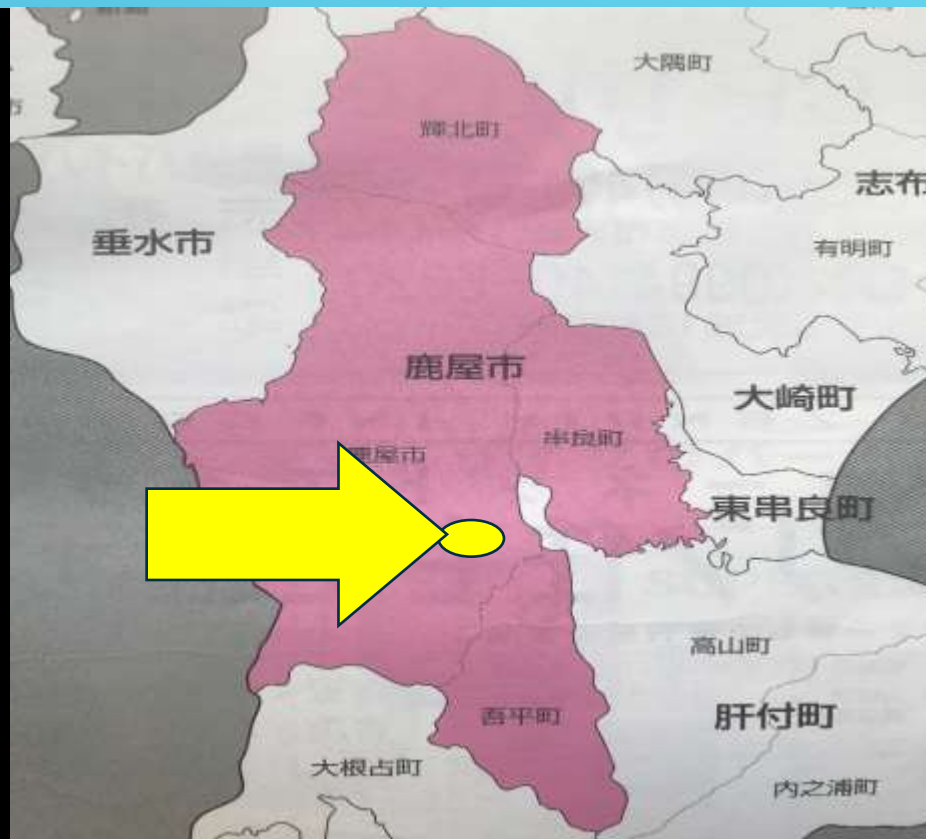 大隅町
輝北町
志布
垂水市
有明町
鹿屋市
大崎町
串良町
鹿屋市
東串良町
高山町
吾平町
肝付町
大根占町
内之浦町